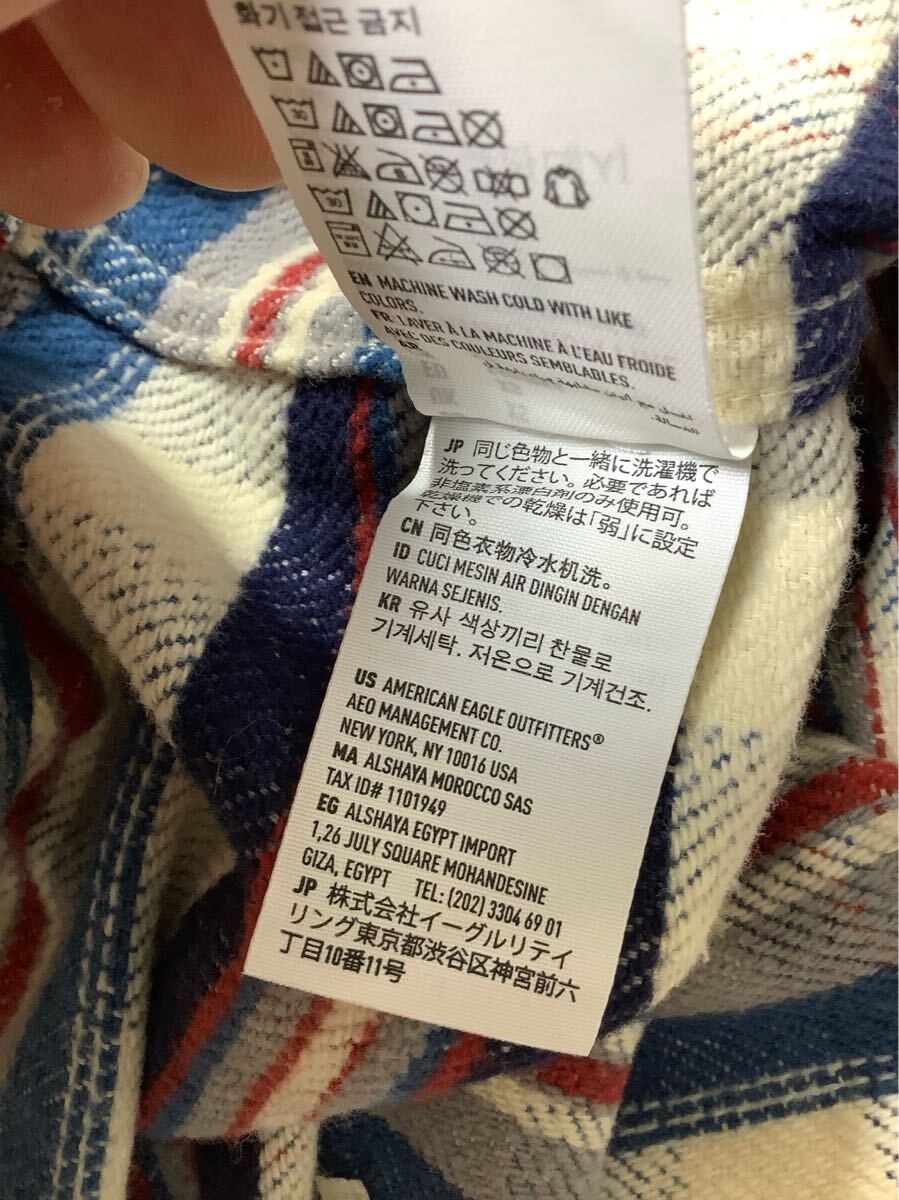 화기 접근 금지
30
30
30
EN MACHINE WASH COLD WITH LIKE
COLORS.
FR LAVER À LA MACHINE À L'EAU FROIDE
AVEC DES COULEURS SEMBLABLES.
AR
JP 同じ色物と一緒に洗濯機で
洗ってください。必要であれば
非塩素系漂白剤のみ使用可。
乾燥機での乾燥は「弱」に設定
下さい。
CN 同色衣物冷水机洗。
ID CUCI MESIN AIR DINGIN DENGAN
WARNA SEJENIS.
KR 유사 색상끼리 찬물로
기계세탁. 저온으로 기계건조.
US AMERICAN EAGLE OUTFITTERS®
AEO MANAGEMENT CO.
NEW YORK, NY 10016 USA
MA ALSHAYA MOROCCO SAS
TAX ID# 1101949
EG ALSHAYA EGYPT IMPORT
1,26 JULY SQUARE MOHANDESINE
GIZA, EGYPT TEL: (202) 3304 69 01
JP 株式会社イーグルリテイ
リング東京都渋谷区神宮前六
丁目10番11号